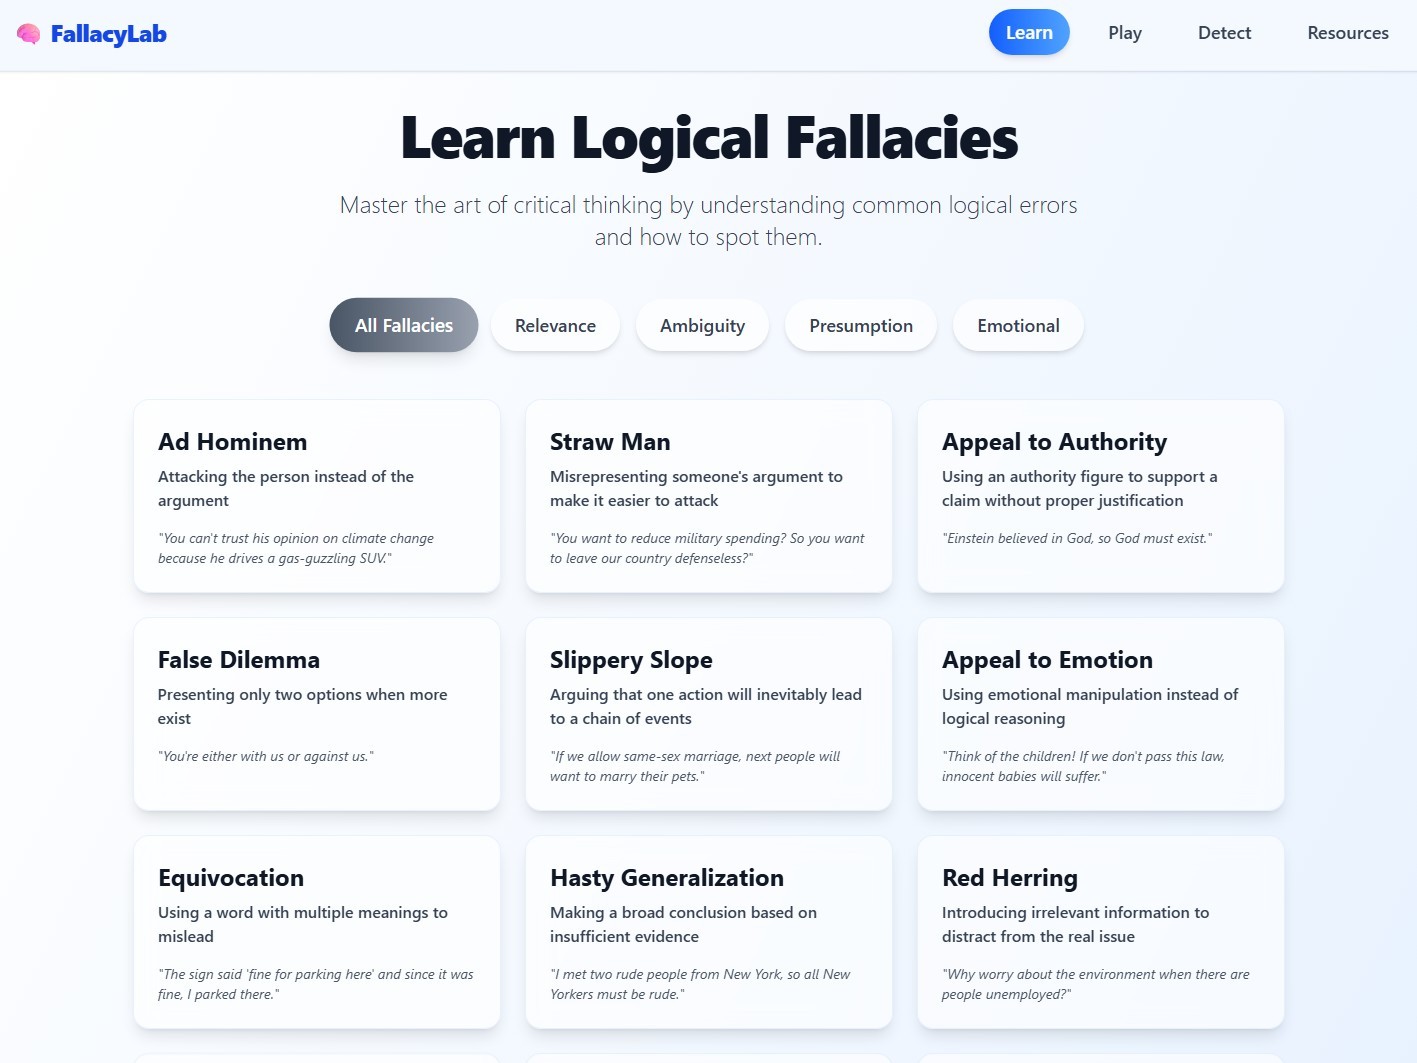 FallacyLab
Learn
Play
Detect
Resources
Learn Logical Fallacies
Master the art of critical thinking by understanding common logical errors
and how to spot them.
All Fallacies
Relevance
Ambiguity
Presumption
Emotional
Ad Hominem
Attacking the person instead of the
argument
"You can't trust his opinion on climate change
because he drives a gas-guzzling SUV."
Straw Man
Misrepresenting someone's argument to
make it easier to attack
"You want to reduce military spending? So you want
to leave our country defenseless?"
Appeal to Authority
Using an authority figure to support a
claim without proper justification
"Einstein believed in God, so God must exist."
False Dilemma
Presenting only two options when more
exist
"You're either with us or against us."
Slippery Slope
Arguing that one action will inevitably lead
to a chain of events
"If we allow same-sex marriage, next people will
want to marry their pets."
Appeal to Emotion
Using emotional manipulation instead of
logical reasoning
"Think of the children! If we don't pass this law,
innocent babies will suffer."
Equivocation
Using a word with multiple meanings to
mislead
"The sign said 'fine for parking here' and since it was
fine, I parked there."
Hasty Generalization
Making a broad conclusion based on
insufficient evidence
"I met two rude people from New York, so all New
Yorkers must be rude."
Red Herring
Introducing irrelevant information to
distract from the real issue
"Why worry about the environment when there are
people unemployed?"